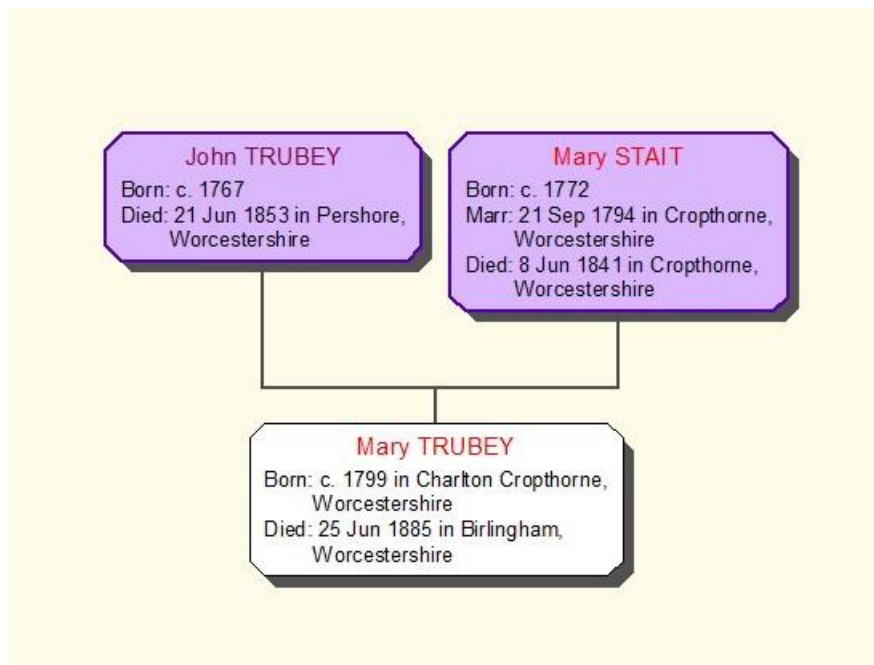 John TRUBEY
Born: c. 1767
Died: 21 Jun 1853 in Pershore,
Worcestershire
Mary STAIT
Born: c. 1772
Marr: 21 Sep 1794 in Cropthorne,
Worcestershire
Died: 8 Jun 1841 in Cropthorne,
Worcestershire
Mary TRUBEY
Born: c. 1799 in Charlton Cropthorne,
Worcestershire
Died: 25 Jun 1885 in Birlingham,
Worcestershire